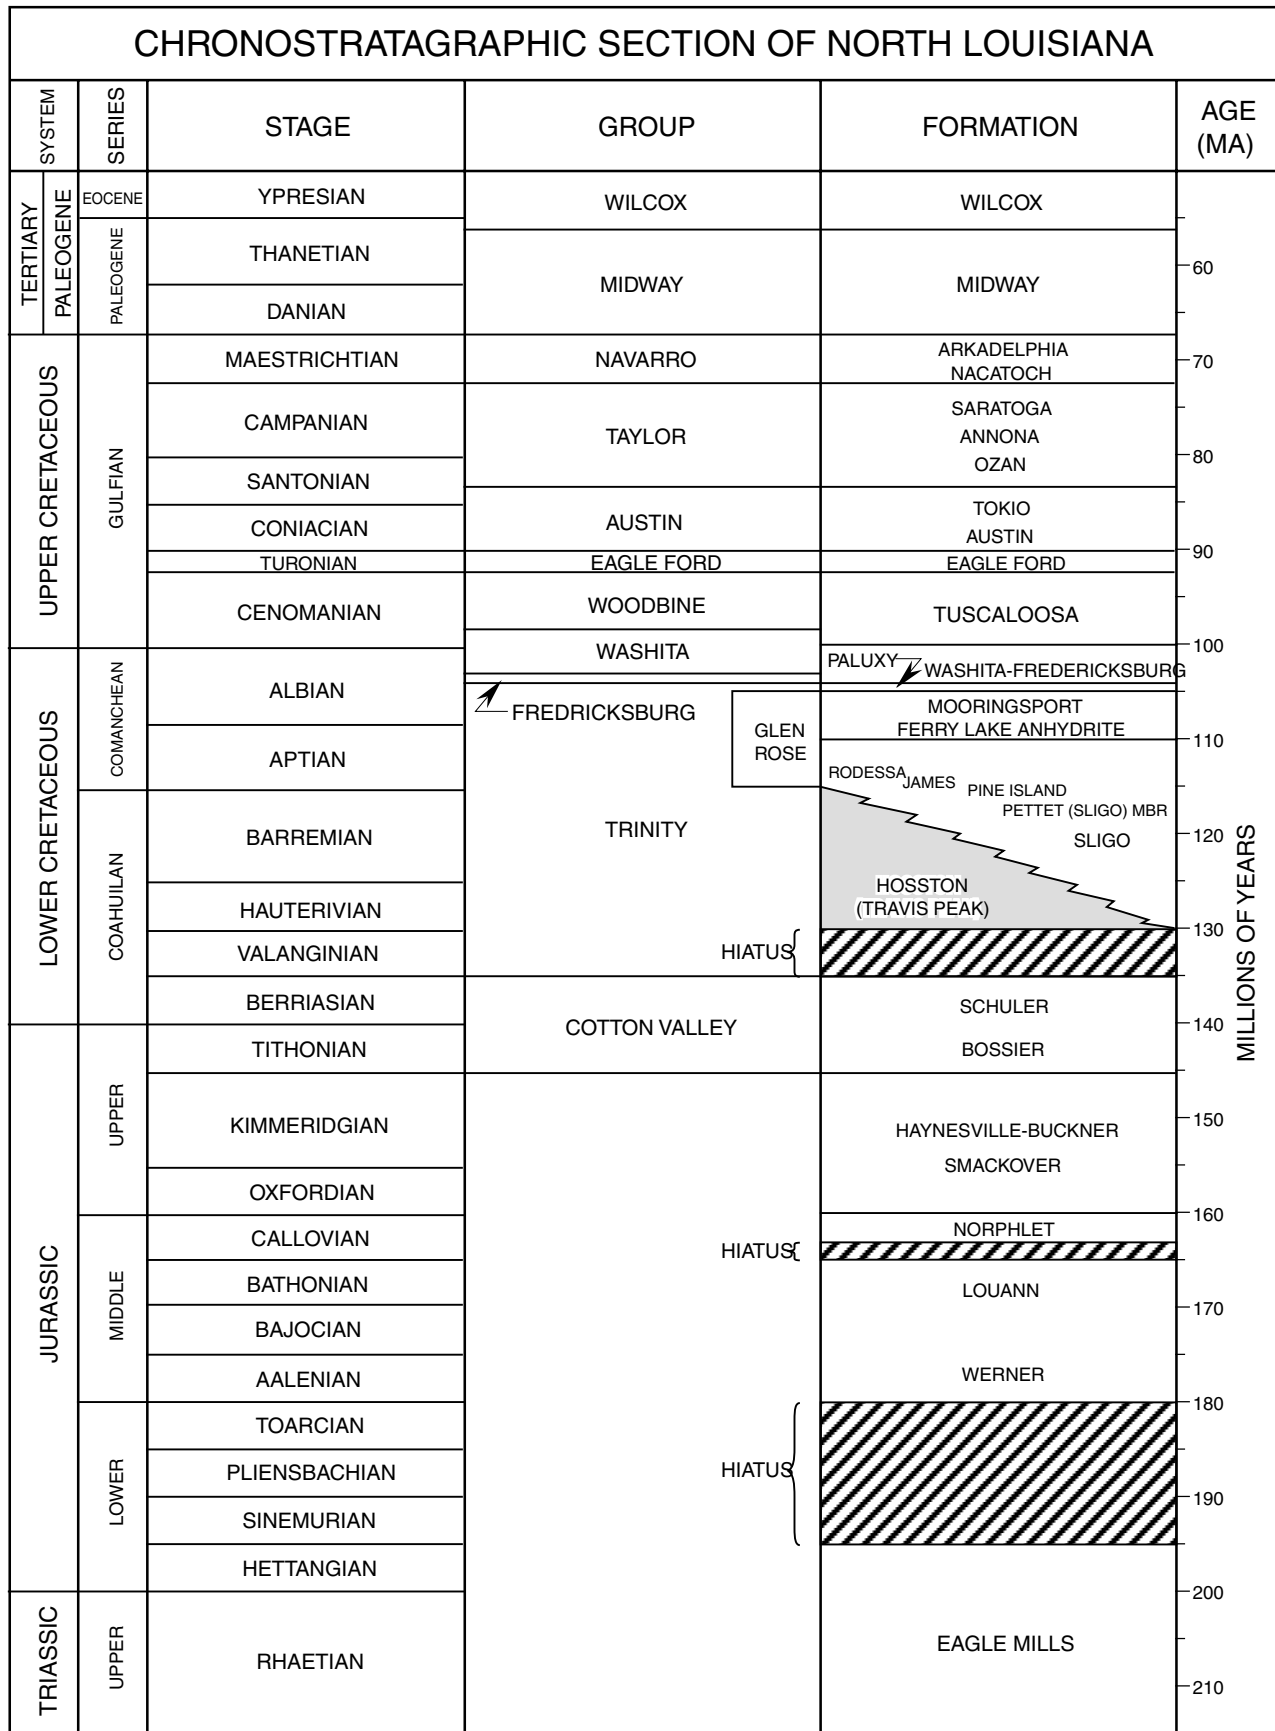 CHRONOSTRATAGRAPHIC SECTION OF NORTH LOUISIANA
SYSTEM
SERIES
STAGE
GROUP
FORMATION
AGE
(MA)
TERTIARY
PALEOGENE
EOCENE
YPRESIAN
WILCOX
WILCOX
PALEOGENE
THANETIAN
MIDWAY
MIDWAY
60
DANIAN
UPPER CRETACEOUS
GULFIAN
MAESTRICHTIAN
NAVARRO
ARKADELPHIA
NACATOCH
70
CAMPANIAN
TAYLOR
SARATOGA
ANNONA
OZAN
80
SANTONIAN
CONIACIAN
AUSTIN
TOKIO
AUSTIN
90
TURONIAN
EAGLE FORD
EAGLE FORD
CENOMANIAN
WOODBINE
TUSCALOOSA
100
LOWER CRETACEOUS
COMANCHEAN
ALBIAN
WASHITA
PALUXY
WASHITA-FREDERICKSBURG
FREDRICKSBURG
GLEN
ROSE
MOORINGSPORT
FERRY LAKE ANHYDRITE
110
APTIAN
RODESSA
JAMES
PINE ISLAND
PETTET (SLIGO) MBR
SLIGO
120
COAHUILAN
BARREMIAN
TRINITY
HOSSTON
(TRAVIS PEAK)
HAUTERIVIAN
130
VALANGINIAN
HIATUS
BERRIASIAN
COTTON VALLEY
SCHULER
140
MILLIONS OF YEARS
JURASSIC
UPPER
TITHONIAN
BOSSIER
KIMMERIDGIAN
150
HAYNESVILLE-BUCKNER
SMACKOVER
OXFORDIAN
160
MIDDLE
CALLOVIAN
NORPHLET
HIATUS
BATHONIAN
LOUANN
170
BAJOCIAN
AALENIAN
WERNER
180
LOWER
TOARCIAN
PLIENSBACHIAN
HIATUS
190
SINEMURIAN
HETTANGIAN
200
TRIASSIC
UPPER
RHAETIAN
EAGLE MILLS
210